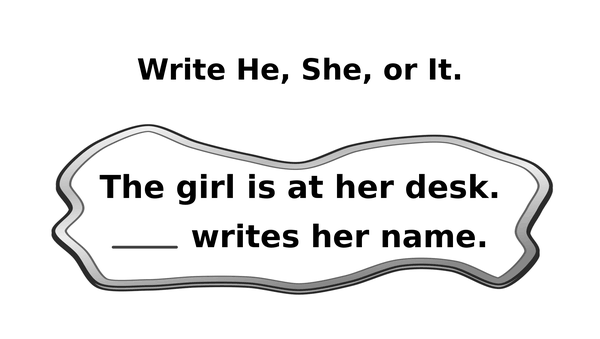 Write He, She, or It.
The girl is at her desk.
____ writes her name.